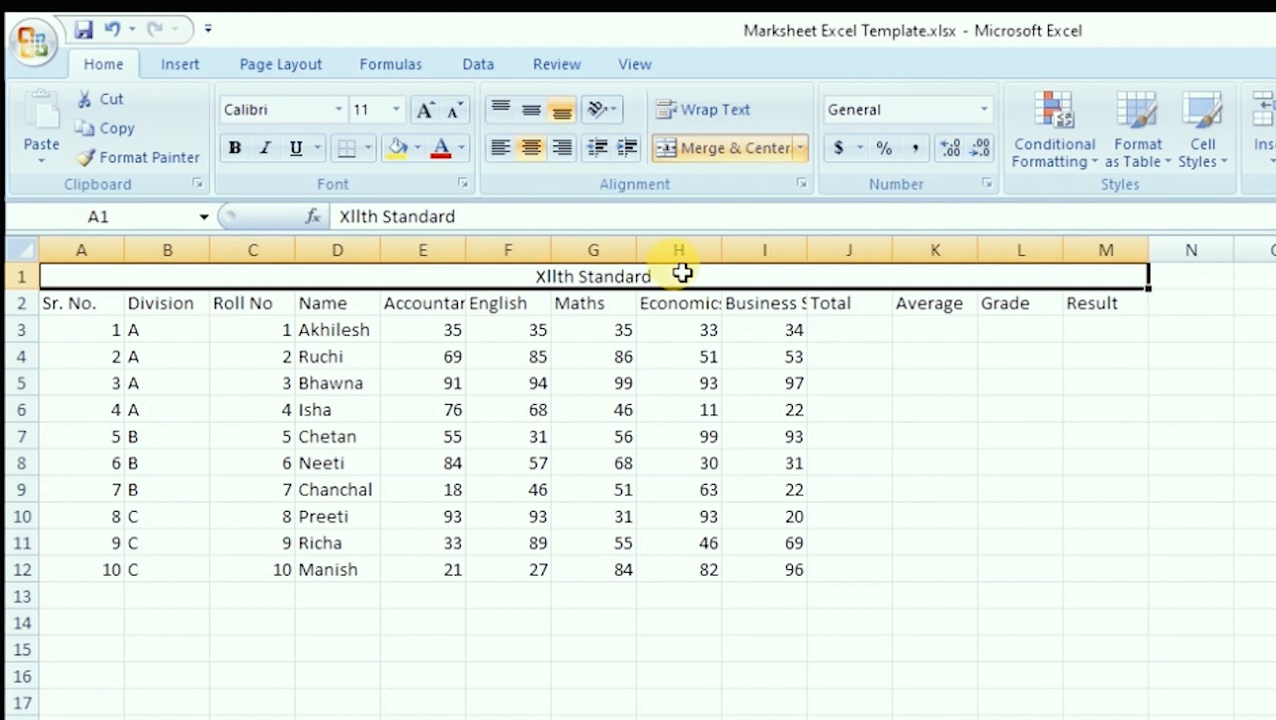 Marksheet Excel Template.xlsx - Microsoft Excel
Home Insert Page Layout Formulas Data Review View
Paste Cut Copy Format Painter Clipboard
Calibri 11 A A B I U A Font
Wrap Text Merge & Center Alignment
General $ % , .0 .00 .00 .0 Number
Conditional Formatting Format as Table Cell Styles Styles
Ins
A1 fx XIIth Standard
A B C D E F G H I J K L M N
1 XIIth Standard
2 Sr. No. Division Roll No Name Accountan English Maths Economics Business S Total Average Grade Result
3 1 A 1 Akhilesh 35 35 35 33 34
4 2 A 2 Ruchi 69 85 86 51 53
5 3 A 3 Bhawna 91 94 99 93 97
6 4 A 4 Isha 76 68 46 11 22
7 5 B 5 Chetan 55 31 56 99 93
8 6 B 6 Neeti 84 57 68 30 31
9 7 B 7 Chanchal 18 46 51 63 22
10 8 C 8 Preeti 93 93 31 93 20
11 9 C 9 Richa 33 89 55 46 69
12 10 C 10 Manish 21 27 84 82 96
13
14
15
16
17